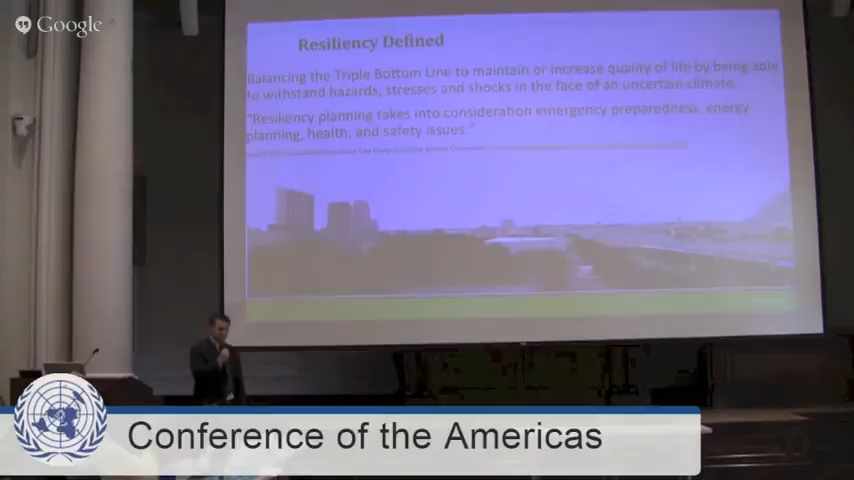 Google
Resiliency Defined
Balancing the Triple Bottom Line to maintain or increase quality of life by being able
to withstand hazards, stresses and shocks in the face of an uncertain climate.
"Resiliency planning takes into consideration emergency preparedness, energy
planning, health, and safety issues."
Conference of the Americas